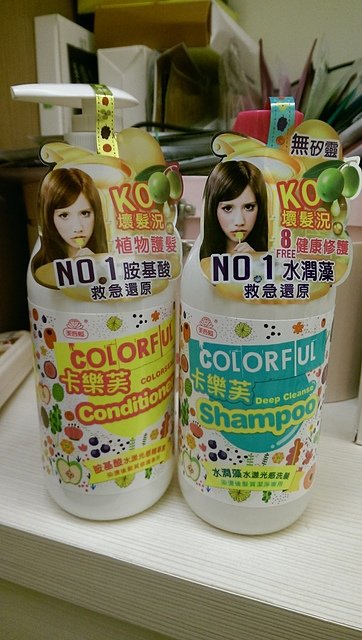 KO
壞髮況
植物護髮
NO.1 胺基酸
救急還原
COLORFUL
卡樂芙
Conditioner
無矽靈
KO
壞髮況
8
FREE
健康修護
NO.1 水潤藻
救急還原
COLORFUL
卡樂芙
Deep Cleanse
Shampoo
水潤藻水激光感洗髮